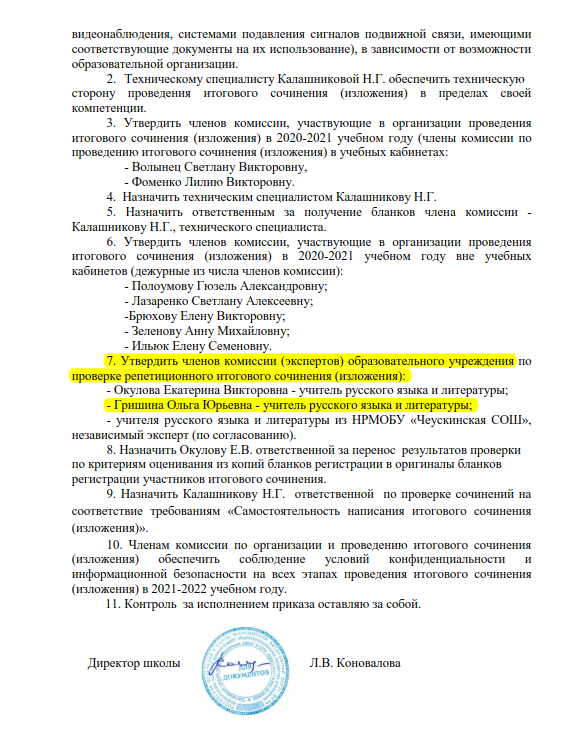 видеонаблюдения, системами подавления сигналов подвижной связи, имеющими
соответствующие документы на их использование), в зависимости от возможности
образовательной организации.
2. Техническому специалисту Калашниковой Н.Г. обеспечить техническую
сторону проведения итогового сочинения (изложения) в пределах своей
компетенции.
3. Утвердить членов комиссии, участвующие в организации проведения
итогового сочинения (изложения) в 2020-2021 учебном году (члены комиссии по
проведению итогового сочинения (изложения) в учебных кабинетах:
- Волынец Светлану Викторовну,
- Фоменко Лилию Викторовну.
4. Назначить техническим специалистом Калашникову Н.Г.
5. Назначить ответственным за получение бланков члена комиссии -
Калашникову Н.Г., технического специалиста.
6. Утвердить членов комиссии, участвующие в организации проведения
итогового сочинения (изложения) в 2020-2021 учебном году вне учебных
кабинетов (дежурные из числа членов комиссии):
- Полоумову Гюзель Александровну;
- Лазаренко Светлану Алексеевну;
-Брюхову Елену Викторовну;
- Зеленову Анну Михайловну;
- Ильюк Елену Семеновну.
7. Утвердить членов комиссии (экспертов) образовательного учреждения по
проверке репетиционного итогового сочинения (изложения):
- Окулова Екатерина Викторовна - учитель русского языка и литературы;
- Гришина Ольга Юрьевна - учитель русского языка и литературы;
- учителя русского языка и литературы из НРМОБУ «Чеускинская СОШ»,
независимый эксперт (по согласованию).
8. Назначить Окулову Е.В. ответственной за перенос результатов проверки
по критериям оценивания из копий бланков регистрации в оригиналы бланков
регистрации участников итогового сочинения.
9. Назначить Калашникову Н.Г. ответственной по проверке сочинений на
соответствие требованиям «Самостоятельность написания итогового сочинения
(изложения)».
10. Членам комиссии по организации и проведению итогового сочинения
(изложения) обеспечить соблюдение условий конфиденциальности и
информационной безопасности на всех этапах проведения итогового сочинения
(изложения) в 2021-2022 учебном году.
11. Контроль за исполнением приказа оставляю за собой.
Директор школы Л.В. Коновалова
ДЛЯ
ДОКУМЕНТОВ